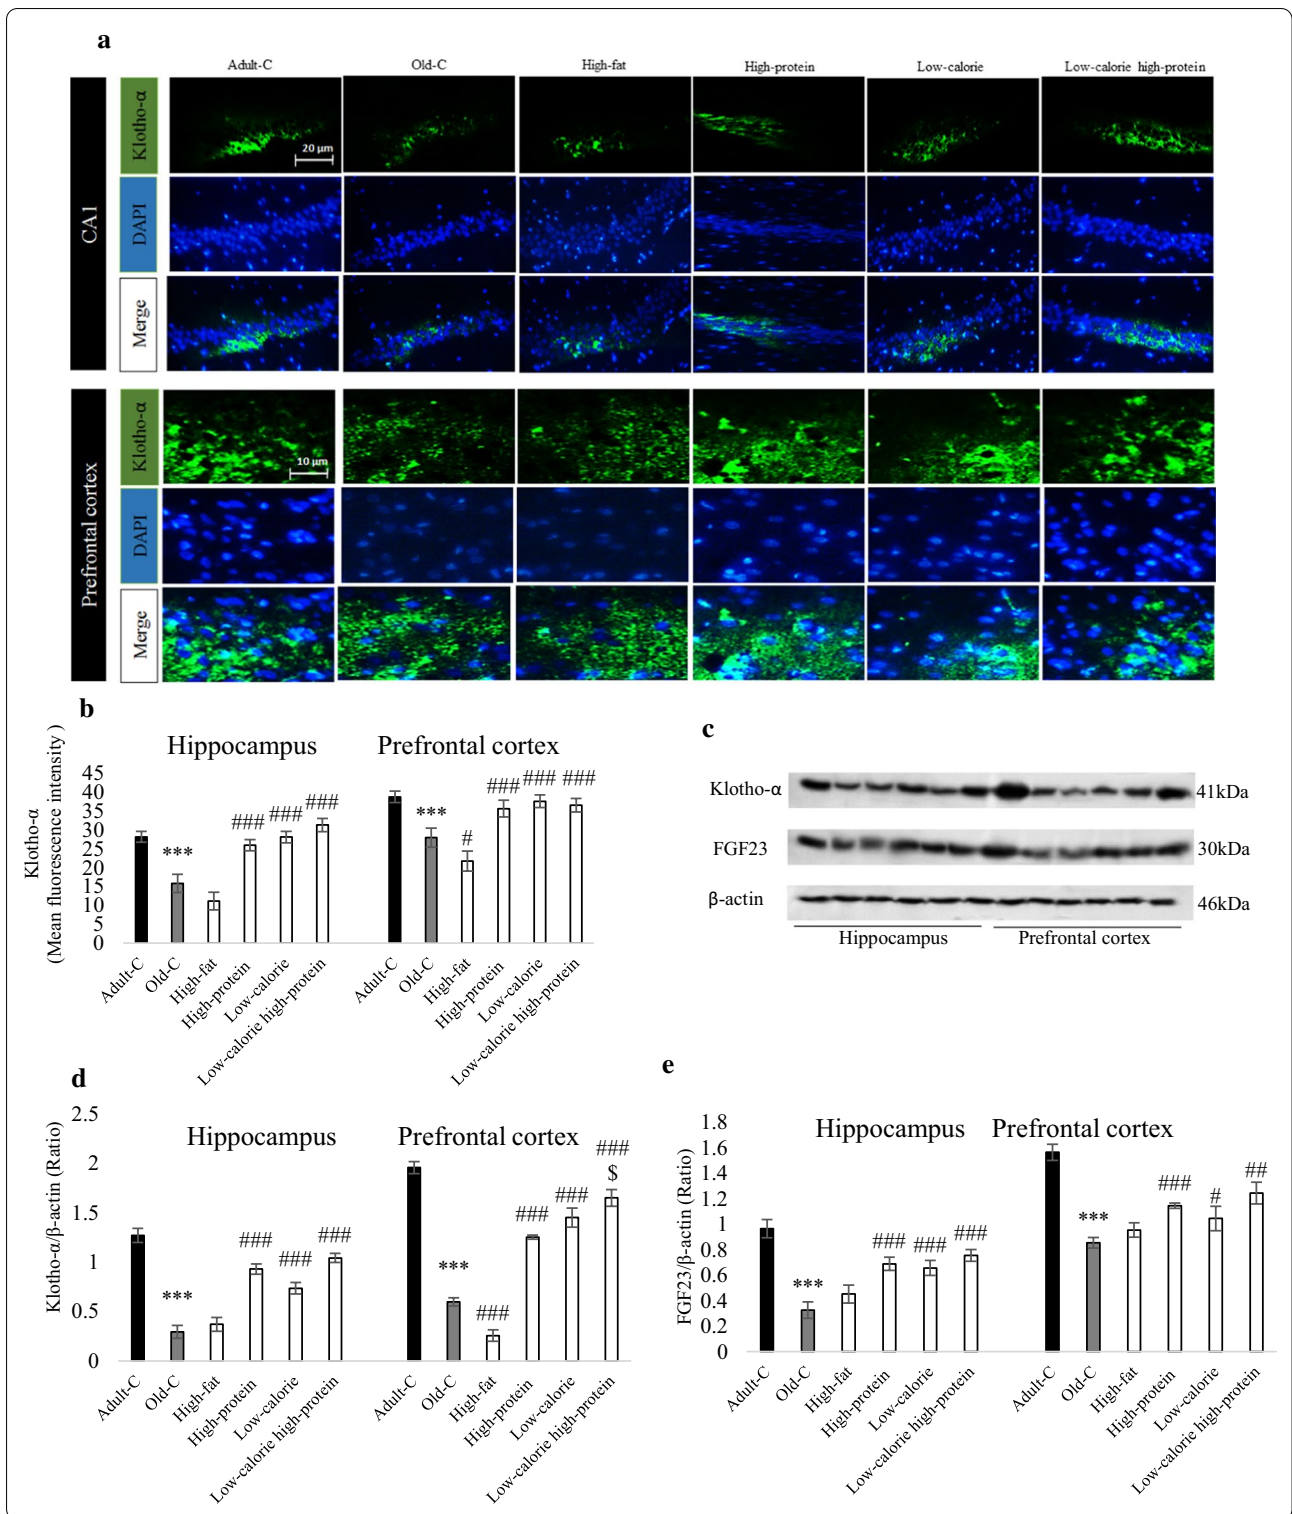 a
Adult-C Old-C High-fat High-protein Low-calorie Low-calorie high-protein
CA1
Klotho-α
20 µm
DAPI
Merge
Prefrontal cortex
Klotho-α
10 µm
DAPI
Merge
b
Hippocampus Prefrontal cortex
Klotho-α
(Mean fluorescence intensity )
45
40
35
30
25
20
15
10
5
0
*** ### ### ###
*** # ### ### ###
Adult-C Old-C High-fat High-protein Low-calorie Low-calorie high-protein
Adult-C Old-C High-fat High-protein Low-calorie Low-calorie high-protein
c
Klotho-α 41kDa
FGF23 30kDa
β-actin 46kDa
Hippocampus Prefrontal cortex
d
Hippocampus Prefrontal cortex
Klotho-α/β-actin (Ratio)
2.5
2
1.5
1
0.5
0
*** ### ### ###
*** ### ### ### ###
$
Adult-C Old-C High-fat High-protein Low-calorie Low-calorie high-protein
Adult-C Old-C High-fat High-protein Low-calorie Low-calorie high-protein
e
Hippocampus Prefrontal cortex
FGF23/β-actin (Ratio)
1.8
1.6
1.4
1.2
1
0.8
0.6
0.4
0.2
0
*** ### ### ###
*** ### # ##
Adult-C Old-C High-fat High-protein Low-calorie Low-calorie high-protein
Adult-C Old-C High-fat High-protein Low-calorie Low-calorie high-protein